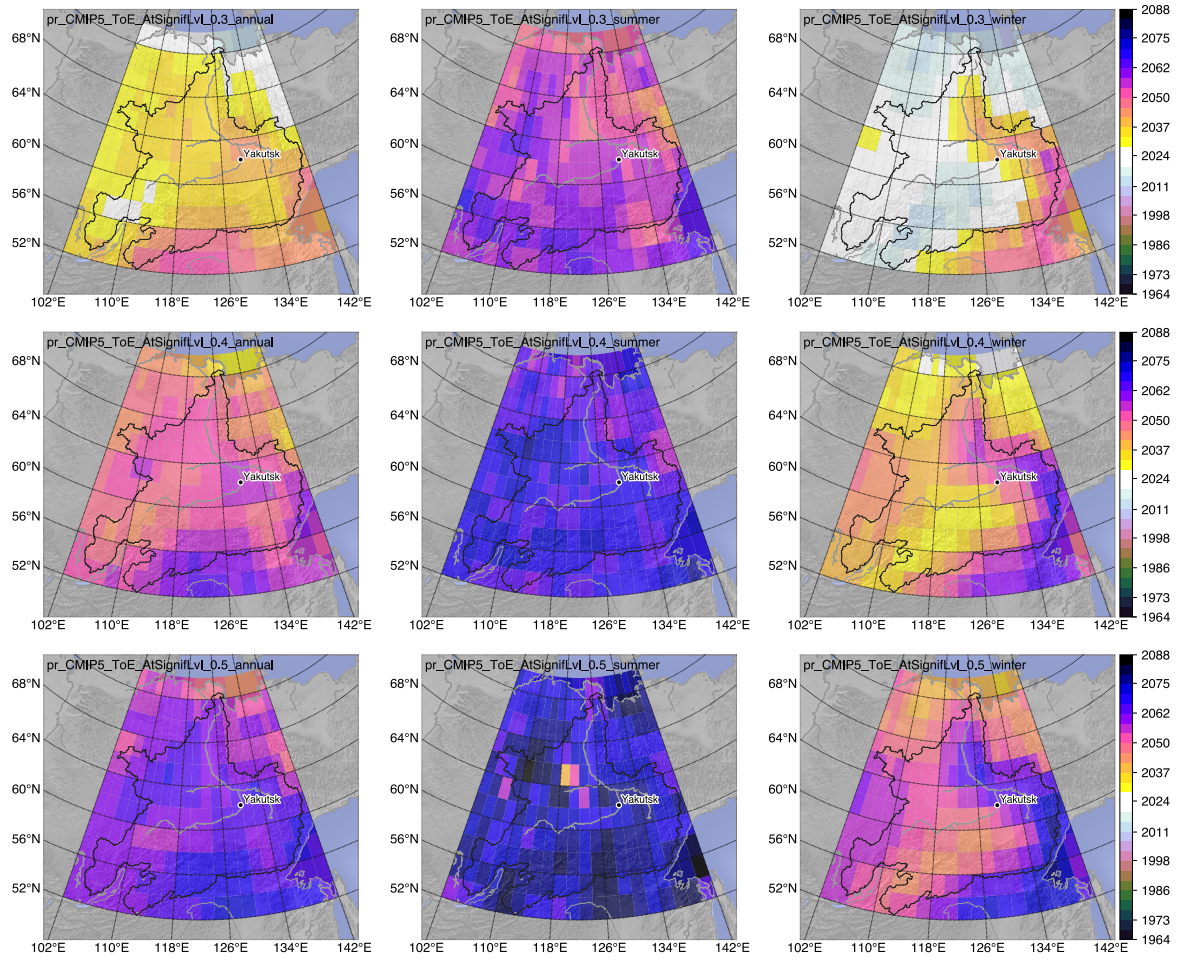 pr_CMIP5_ToE_AtSignifLvl_0.3_annual
68°N
64°N
60°N
56°N
52°N
Yakutsk
102°E 110°E 118°E 126°E 134°E 142°E
pr_CMIP5_ToE_AtSignifLvl_0.3_summer
68°N
64°N
60°N
56°N
52°N
Yakutsk
102°E 110°E 118°E 126°E 134°E 142°E
pr_CMIP5_ToE_AtSignifLvl_0.3_winter
68°N
64°N
60°N
56°N
52°N
Yakutsk
102°E 110°E 118°E 126°E 134°E 142°E
2088
2075
2062
2050
2037
2024
2011
1998
1986
1973
1964
pr_CMIP5_ToE_AtSignifLvl_0.4_annual
68°N
64°N
60°N
56°N
52°N
Yakutsk
102°E 110°E 118°E 126°E 134°E 142°E
pr_CMIP5_ToE_AtSignifLvl_0.4_summer
68°N
64°N
60°N
56°N
52°N
Yakutsk
102°E 110°E 118°E 126°E 134°E 142°E
pr_CMIP5_ToE_AtSignifLvl_0.4_winter
68°N
64°N
60°N
56°N
52°N
Yakutsk
102°E 110°E 118°E 126°E 134°E 142°E
2088
2075
2062
2050
2037
2024
2011
1998
1986
1973
1964
pr_CMIP5_ToE_AtSignifLvl_0.5_annual
68°N
64°N
60°N
56°N
52°N
Yakutsk
102°E 110°E 118°E 126°E 134°E 142°E
pr_CMIP5_ToE_AtSignifLvl_0.5_summer
68°N
64°N
60°N
56°N
52°N
Yakutsk
102°E 110°E 118°E 126°E 134°E 142°E
pr_CMIP5_ToE_AtSignifLvl_0.5_winter
68°N
64°N
60°N
56°N
52°N
Yakutsk
102°E 110°E 118°E 126°E 134°E 142°E
2088
2075
2062
2050
2037
2024
2011
1998
1986
1973
1964